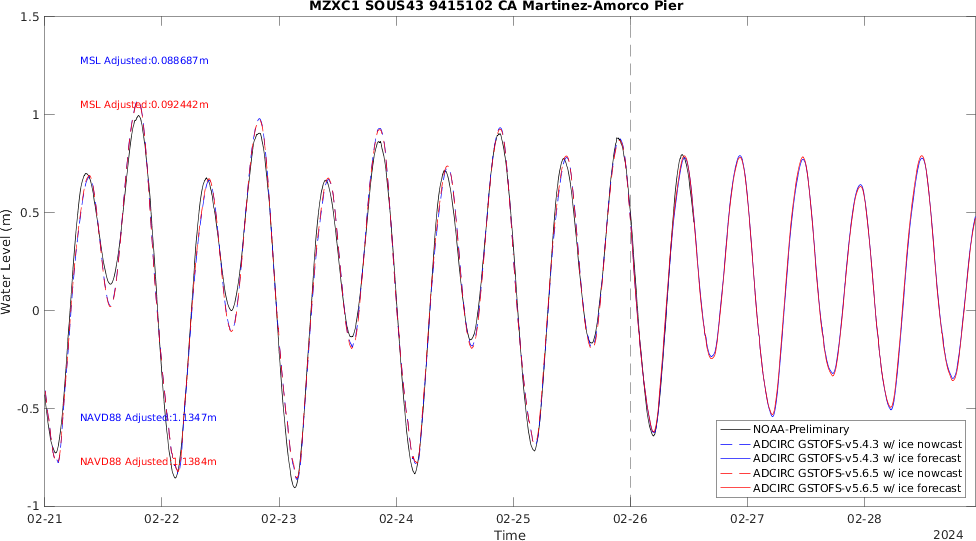 MZXC1 SOUS43 9415102 CA Martinez-Amorco Pier
1.5
1
0.5
0
-0.5
-1
Water Level (m)
MSL Adjusted:0.088687m
MSL Adjusted:0.092442m
NAVD88 Adjusted:1.1347m
NAVD88 Adjusted:1.1384m
NOAA-Preliminary
ADCIRC GSTOFS-v5.4.3 w/ ice nowcast
ADCIRC GSTOFS-v5.4.3 w/ ice forecast
ADCIRC GSTOFS-v5.6.5 w/ ice nowcast
ADCIRC GSTOFS-v5.6.5 w/ ice forecast
02-21 02-22 02-23 02-24 02-25 02-26 02-27 02-28
Time
2024